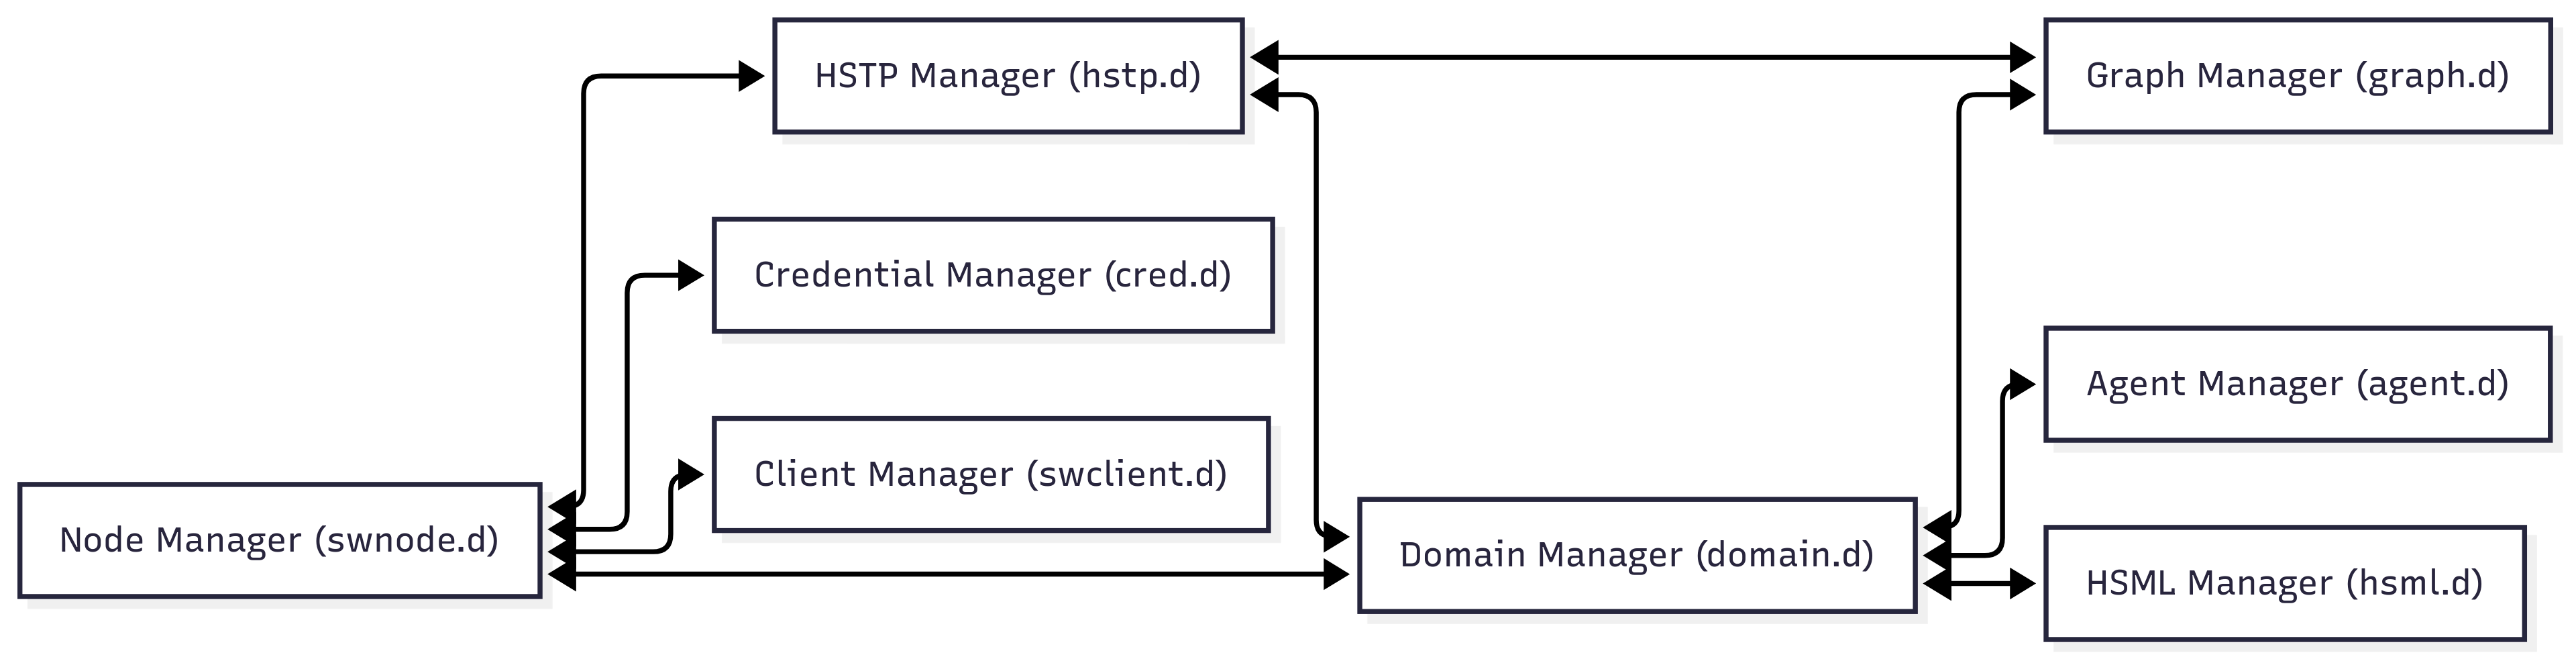 HSTP Manager (hstp.d)
Graph Manager (graph.d)
Credential Manager (cred.d)
Agent Manager (agent.d)
Client Manager (swclient.d)
Node Manager (swnode.d)
Domain Manager (domain.d)
HSML Manager (hsml.d)